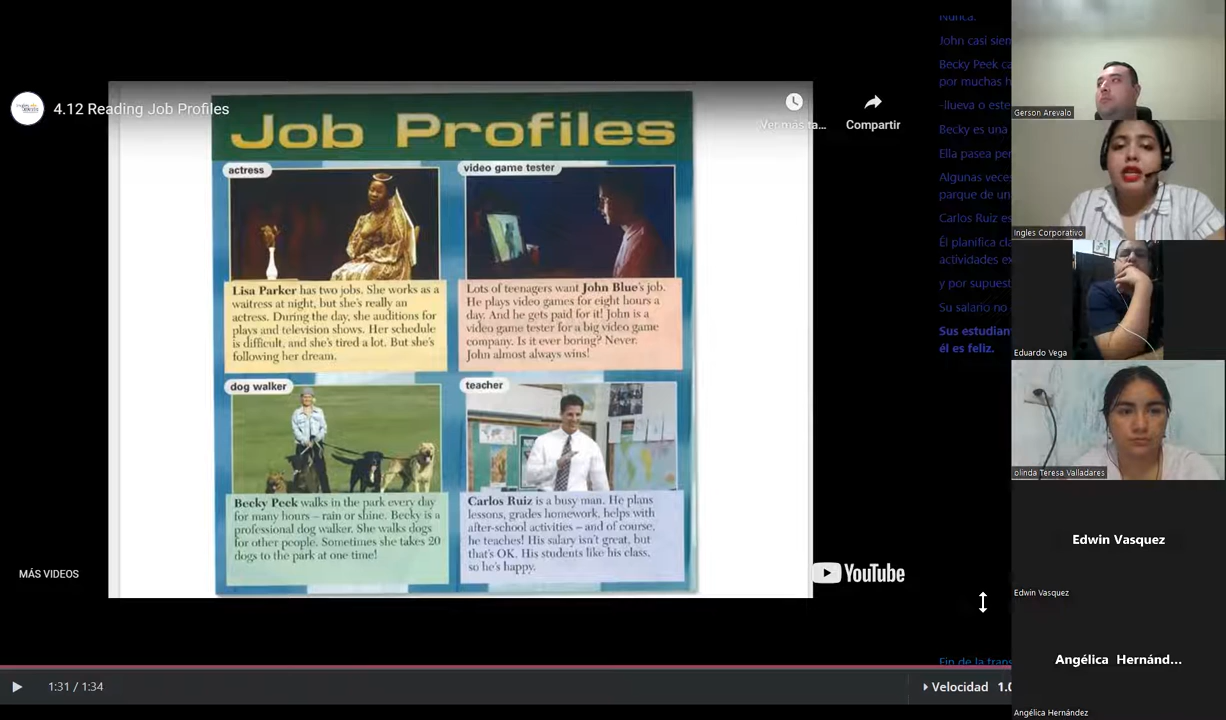 4.12 Reading Job Profiles
Ver más ta...
Compartir
Job Profiles
actress
Lisa Parker has two jobs. She works as a
waitress at night, but she's really an
actress. During the day, she auditions for
plays and television shows. Her schedule
is difficult, and she's tired a lot. But she's
following her dream.
video game tester
Lots of teenagers want John Blue's job.
He plays video games for eight hours a
day. And he gets paid for it! John is a
video game tester for a big video game
company. Is it ever boring? Never.
John almost always wins!
dog walker
Becky Peek walks in the park every day
for many hours – rain or shine. Becky is a
professional dog walker. She walks dogs
for other people. Sometimes she takes 20
dogs to the park at one time!
teacher
Carlos Ruiz is a busy man. He plans
lessons, grades homework, helps with
after-school activities – and of course,
he teaches! His salary isn't great, but
that's OK. His students like his class,
so he's happy.
MÁS VIDEOS
YouTube
1:31 / 1:34
Velocidad 1.0
Nunca.
John casi sien
Becky Peek ca
por muchas h
-llueva o este
Becky es una
Ella pasea per
Algunas veces
parque de un
Carlos Ruiz es
Él planifica cla
actividades ex
y por supuest
Su salario no
Sus estudian
él es feliz.
Fin de la trans
Gerson Arevalo
Ingles Corporativo
Eduardo Vega
olinda Teresa Valladares
Edwin Vasquez
Edwin Vasquez
Angélica Hernánd...
Angélica Hernández